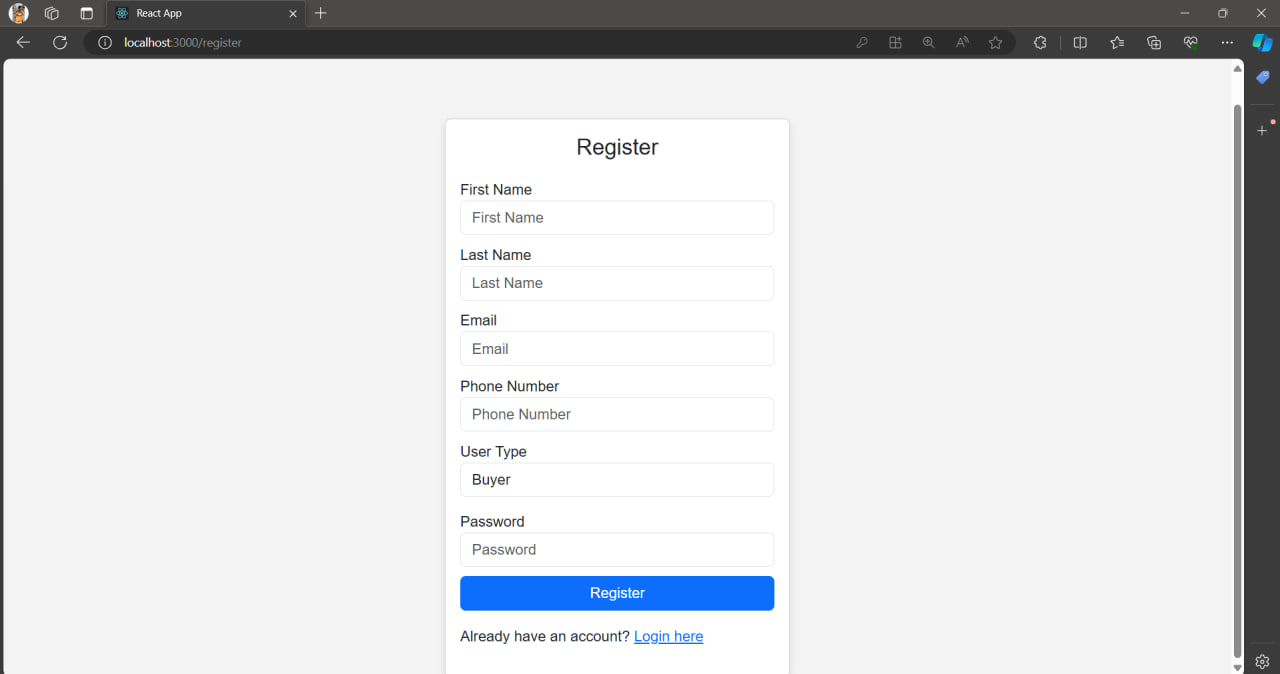 React App
localhost:3000/register
Register
First Name
First Name
Last Name
Last Name
Email
Email
Phone Number
Phone Number
User Type
Buyer
Password
Password
Register
Already have an account? Login here